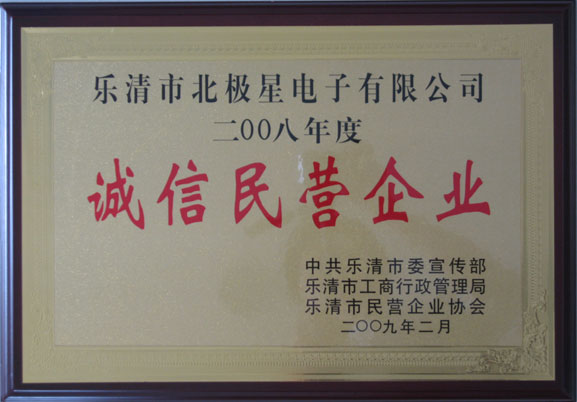 乐清市北极星电子有限公司
二00八年度
诚信民营企业
中共乐清市委宣传部
乐清市工商行政管理局
乐清市民营企业协会
二〇〇九年二月